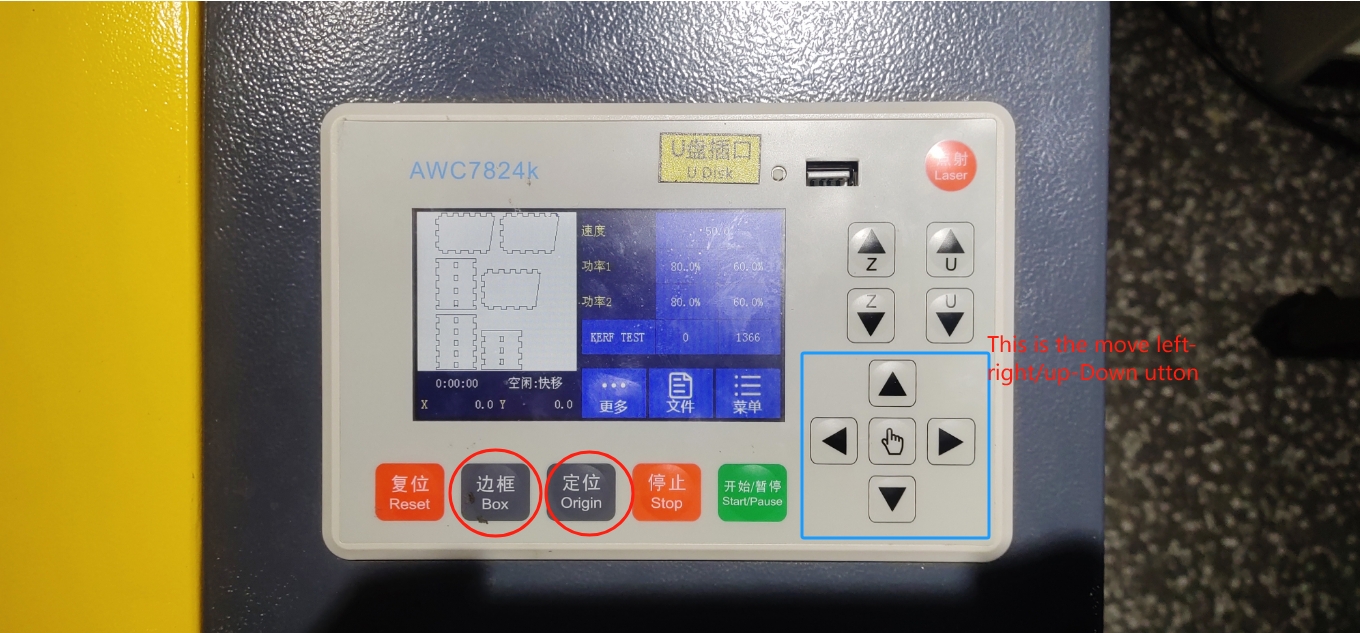 U盘插口
U Disk
AWC7824k
点射
Laser
速度 50.0
功率1 80.0% 60.0%
功率2 80.0% 60.0%
KERF TEST 0 1366
0:00:00 空闲:快移
X 0.0 Y 0.0
更多 文件 菜单
Z U
Z U
This is the move left-
right/up-Down utton
复位 边框 定位 停止 开始/暂停
Reset Box Origin Stop Start/Pause